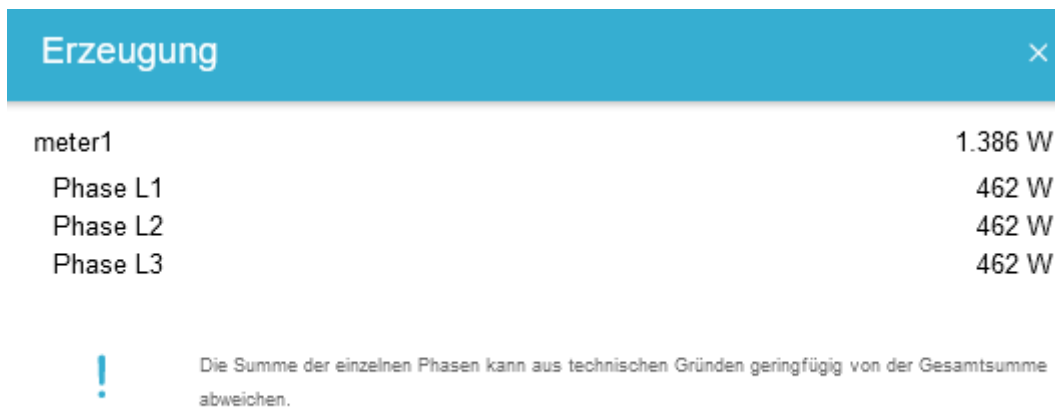 Erzeugung ×
meter1 1.386 W
Phase L1 462 W
Phase L2 462 W
Phase L3 462 W
! Die Summe der einzelnen Phasen kann aus technischen Gründen geringfügig von der Gesamtsumme
abweichen.